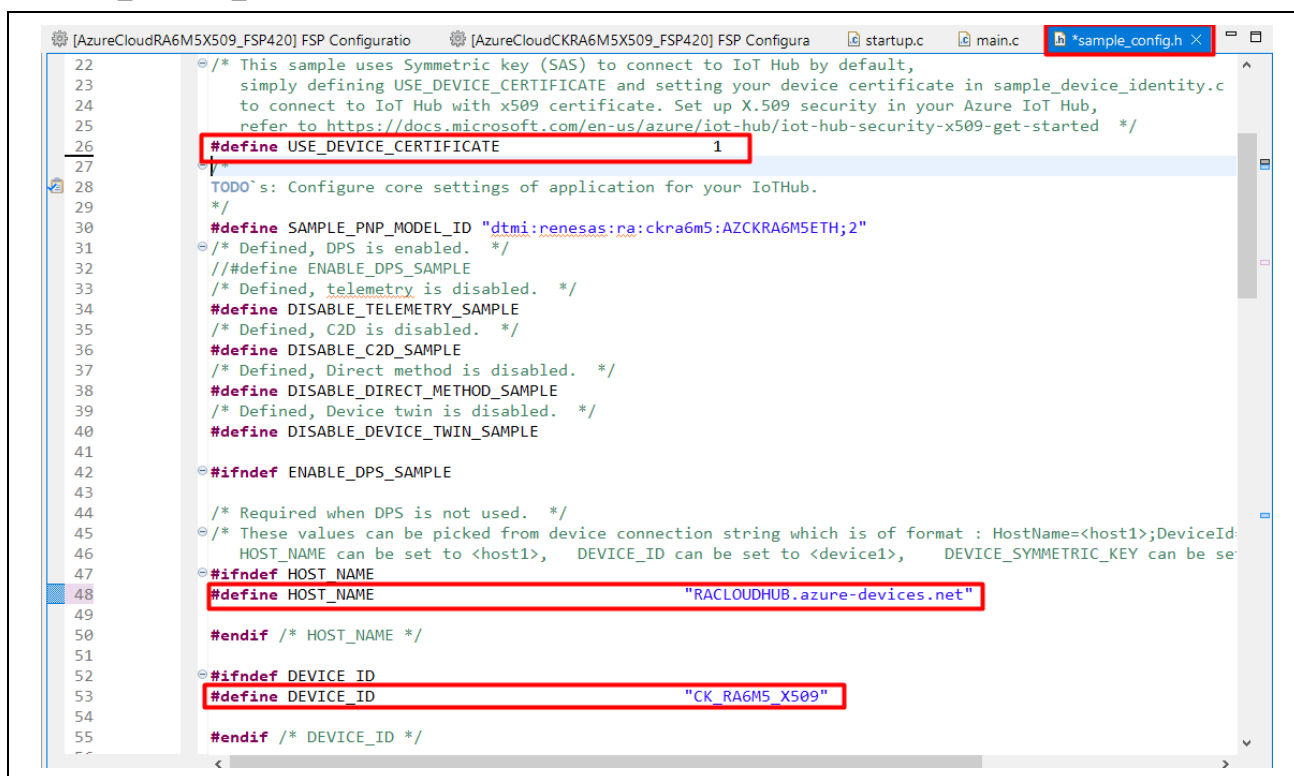 [AzureCloudRA6M5X509_FSP420] FSP Configuratio [AzureCloudCKRA6M5X509_FSP420] FSP Configura startup.c main.c *sample_config.h
22 /* This sample uses Symmetric key (SAS) to connect to IoT Hub by default,
23 simply defining USE_DEVICE_CERTIFICATE and setting your device certificate in sample_device_identity.c
24 to connect to IoT Hub with x509 certificate. Set up X.509 security in your Azure IoT Hub,
25 refer to https://docs.microsoft.com/en-us/azure/iot-hub/iot-hub-security-x509-get-started */
26 #define USE_DEVICE_CERTIFICATE 1
27 /*
28 TODO`s: Configure core settings of application for your IoTHub.
29 */
30 #define SAMPLE_PNP_MODEL_ID "dtmi:renesas:ra:ckra6m5:AZCKRA6M5ETH;2"
31 /* Defined, DPS is enabled. */
32 //#define ENABLE_DPS_SAMPLE
33 /* Defined, telemetry is disabled. */
34 #define DISABLE_TELEMETRY_SAMPLE
35 /* Defined, C2D is disabled. */
36 #define DISABLE_C2D_SAMPLE
37 /* Defined, Direct method is disabled. */
38 #define DISABLE_DIRECT_METHOD_SAMPLE
39 /* Defined, Device twin is disabled. */
40 #define DISABLE_DEVICE_TWIN_SAMPLE
41
42 #ifndef ENABLE_DPS_SAMPLE
43
44 /* Required when DPS is not used. */
45 /* These values can be picked from device connection string which is of format : HostName=<host1>;DeviceId
46 HOST_NAME can be set to <host1>, DEVICE_ID can be set to <device1>, DEVICE_SYMMETRIC_KEY can be se
47 #ifndef HOST_NAME
48 #define HOST_NAME "RACLOUDHUB.azure-devices.net"
49
50 #endif /* HOST_NAME */
51
52 #ifndef DEVICE_ID
53 #define DEVICE_ID "CK_RA6M5_X509"
54
55 #endif /* DEVICE_ID */